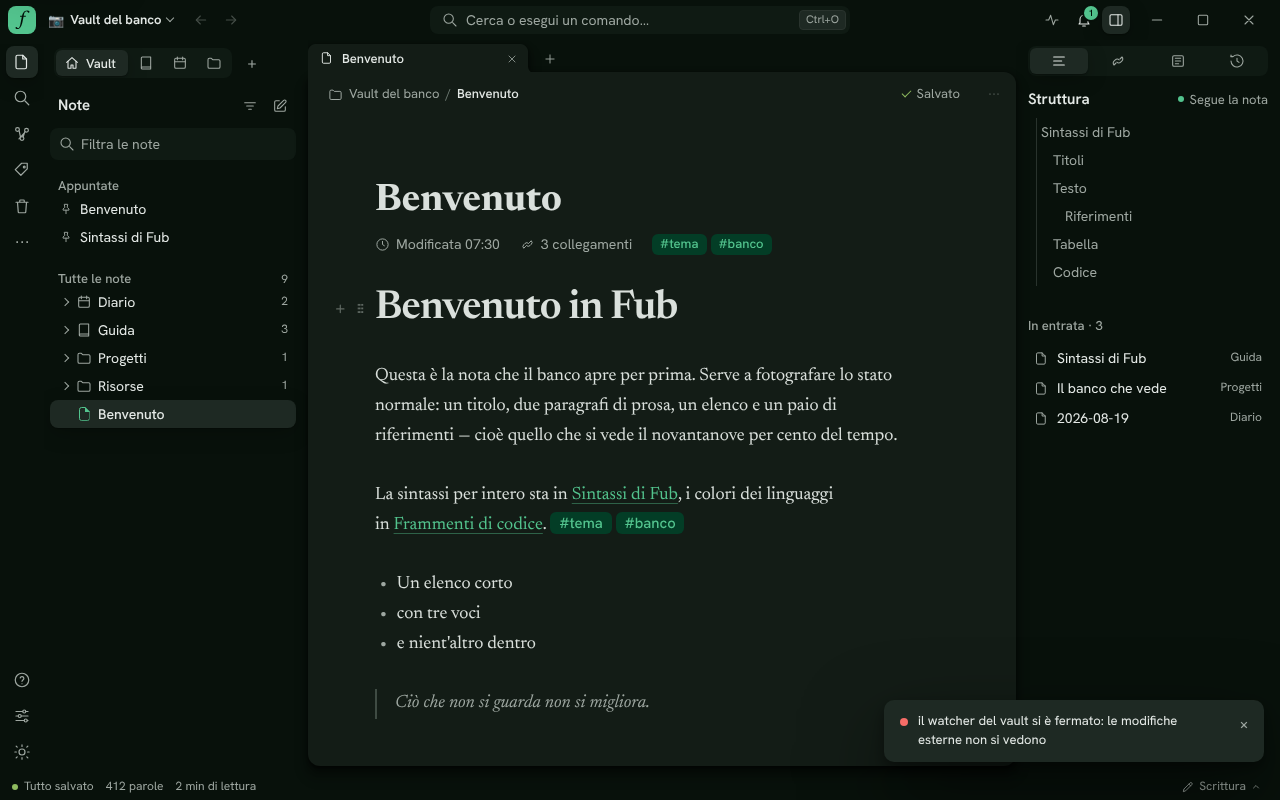 Vault del banco
Cerca o esegui un comando...
Ctrl+O
1
Vault
Benvenuto
Note
Filtra le note
Appuntate
Benvenuto
Sintassi di Fub
Tutte le note 9
Diario 2
Guida 3
Progetti 1
Risorse 1
Benvenuto
Vault del banco / Benvenuto
Salvato
Benvenuto
Modificata 07:30
3 collegamenti
#tema #banco
Benvenuto in Fub
Questa è la nota che il banco apre per prima. Serve a fotografare lo stato
normale: un titolo, due paragrafi di prosa, un elenco e un paio di
riferimenti — cioè quello che si vede il novantanove per cento del tempo.
La sintassi per intero sta in Sintassi di Fub, i colori dei linguaggi
in Frammenti di codice. #tema #banco
• Un elenco corto
• con tre voci
• e nient'altro dentro
Ciò che non si guarda non si migliora.
Struttura
Segue la nota
Sintassi di Fub
Titoli
Testo
Riferimenti
Tabella
Codice
In entrata · 3
Sintassi di Fub Guida
Il banco che vede Progetti
2026-08-19 Diario
il watcher del vault si è fermato: le modifiche
esterne non si vedono
Tutto salvato 412 parole 2 min di lettura
Scrittura